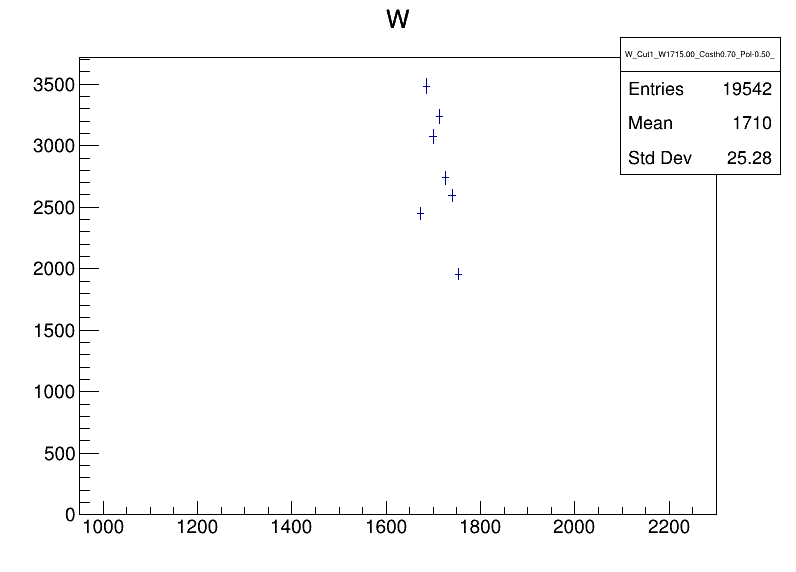 W
W_Cut1_W1715.00_Costh0.70_Pol-0.50_
Entries 19542
Mean 1710
Std Dev 25.28
3500
3000
2500
2000
1500
1000
500
0
1000 1200 1400 1600 1800 2000 2200